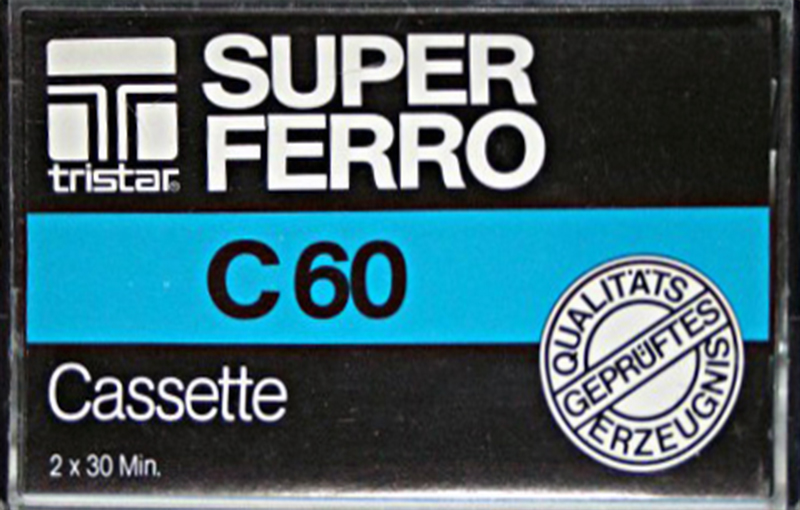 SUPER
FERRO
tristar®
C 60
Cassette
2 x 30 Min.
QUALITÄTS
GEPRÜFTES
ERZEUGNIS